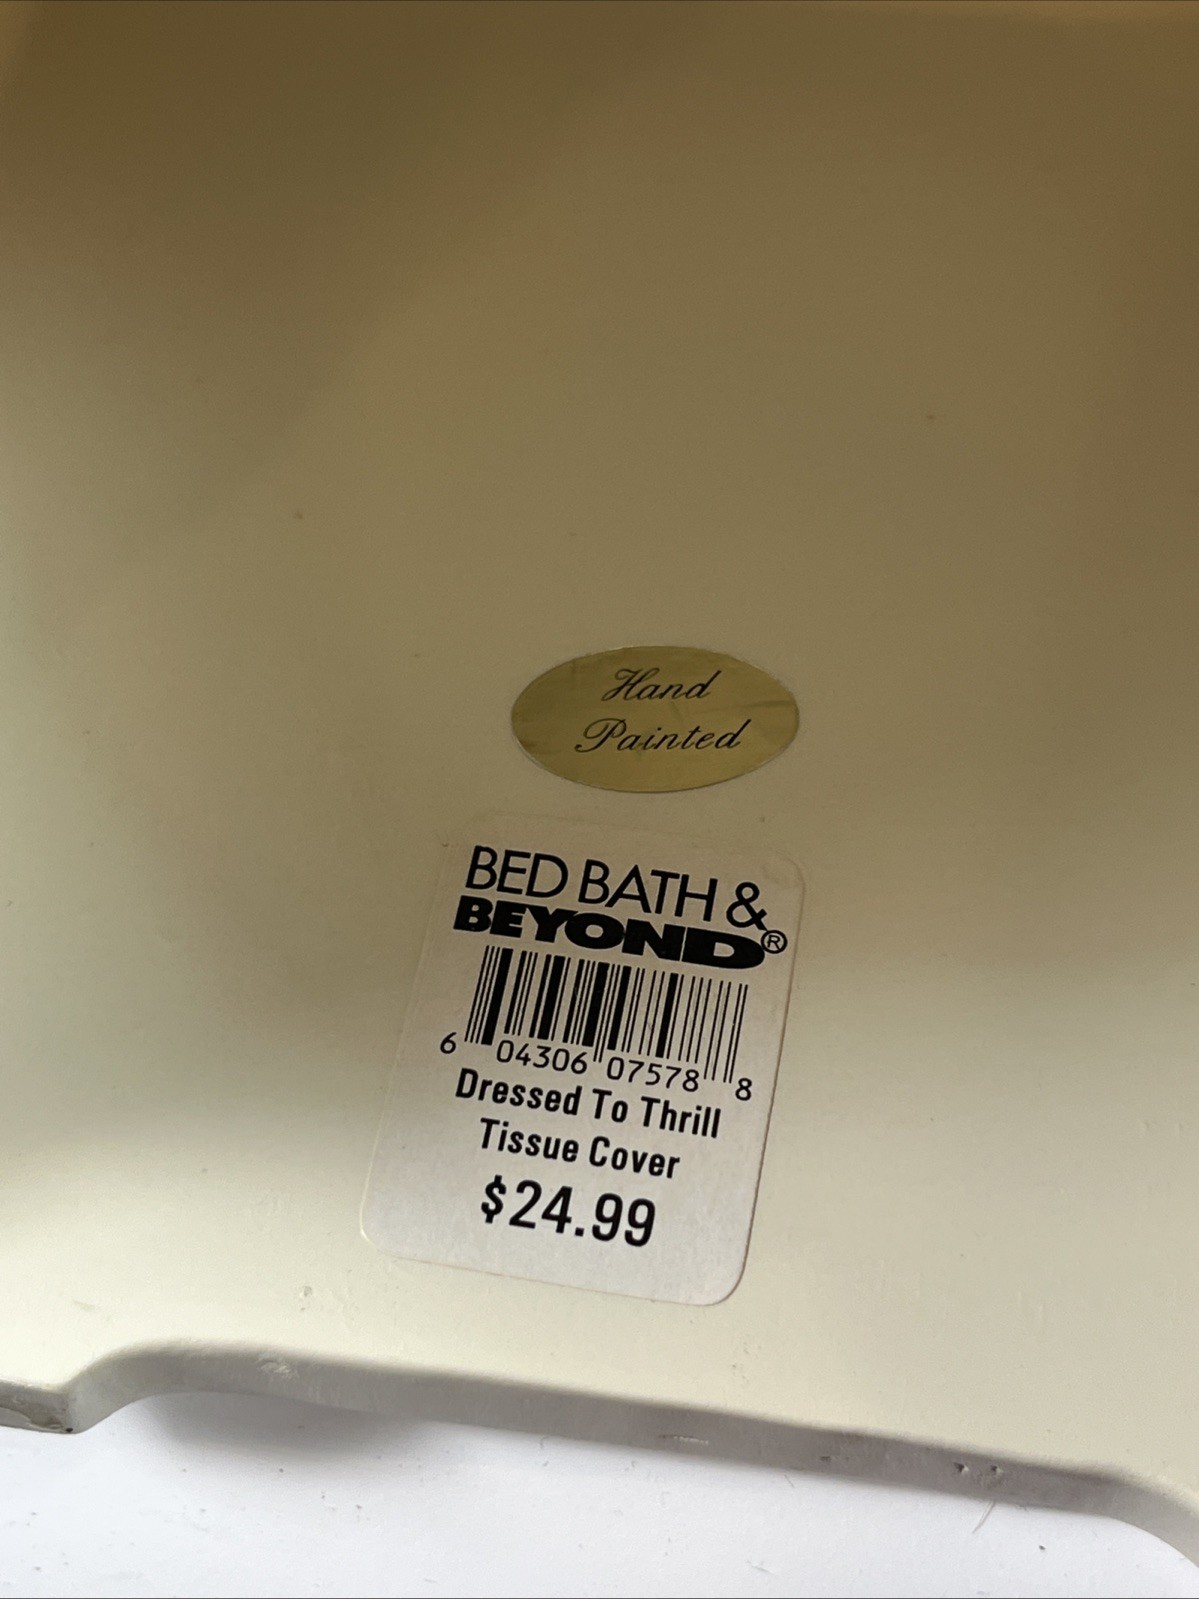 Hand
Painted
BED BATH &
BEYOND®
6 04306 07578 8
Dressed To Thrill
Tissue Cover
$24.99